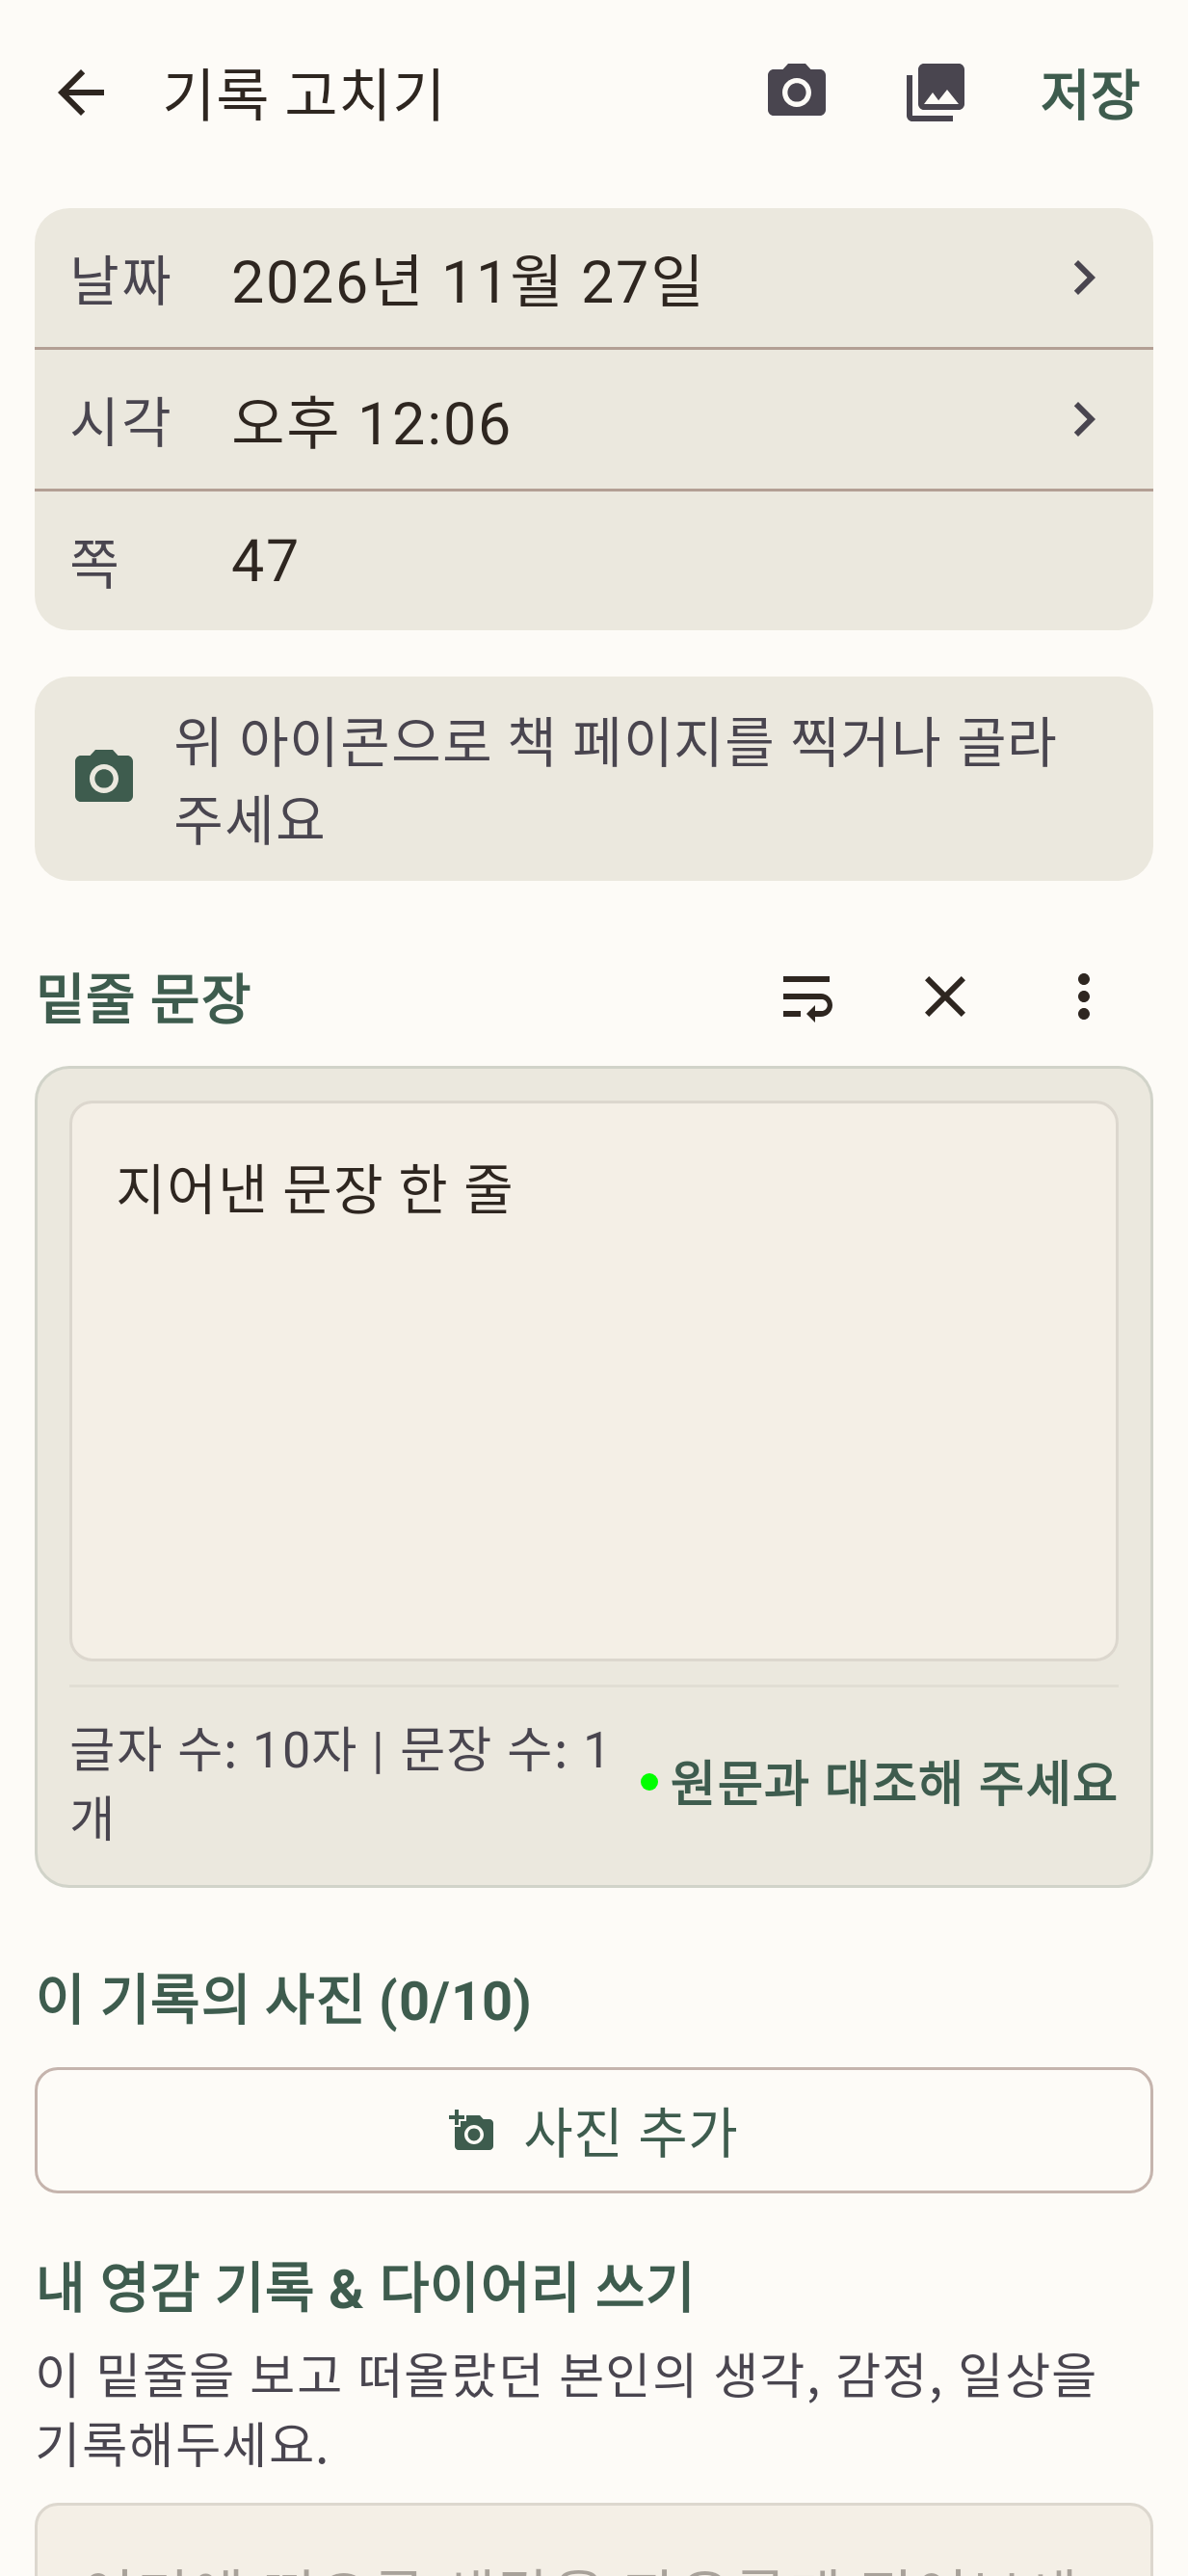 기록 고치기 저장
날짜 2026년 11월 27일
시각 오후 12:06
쪽 47
위 아이콘으로 책 페이지를 찍거나 골라
주세요
밑줄 문장
지어낸 문장 한 줄
글자 수: 10자 | 문장 수: 1
개
원문과 대조해 주세요
이 기록의 사진 (0/10)
사진 추가
내 영감 기록 & 다이어리 쓰기
이 밑줄을 보고 떠올랐던 본인의 생각, 감정, 일상을
기록해두세요.